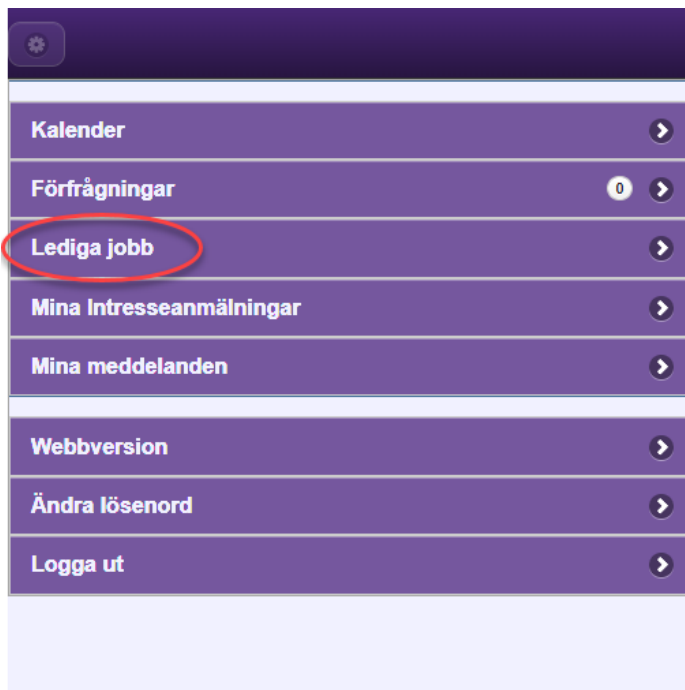 Kalender
Förfrågningar 0
Lediga jobb
Mina Intresseanmälningar
Mina meddelanden
Webbversion
Ändra lösenord
Logga ut